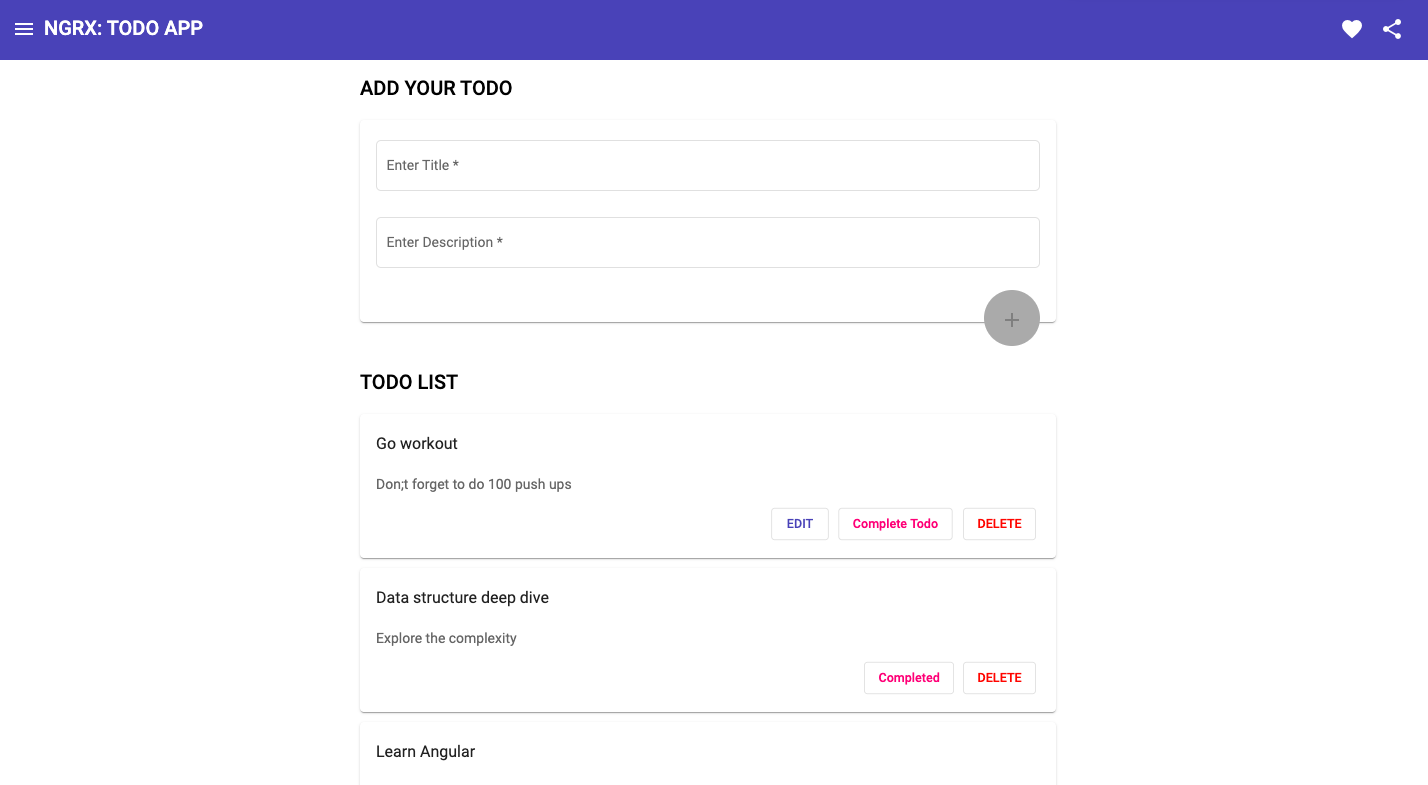 NGRX: TODO APP
ADD YOUR TODO
Enter Title *
Enter Description *
+
TODO LIST
Go workout
Don;t forget to do 100 push ups
EDIT Complete Todo DELETE
Data structure deep dive
Explore the complexity
Completed DELETE
Learn Angular